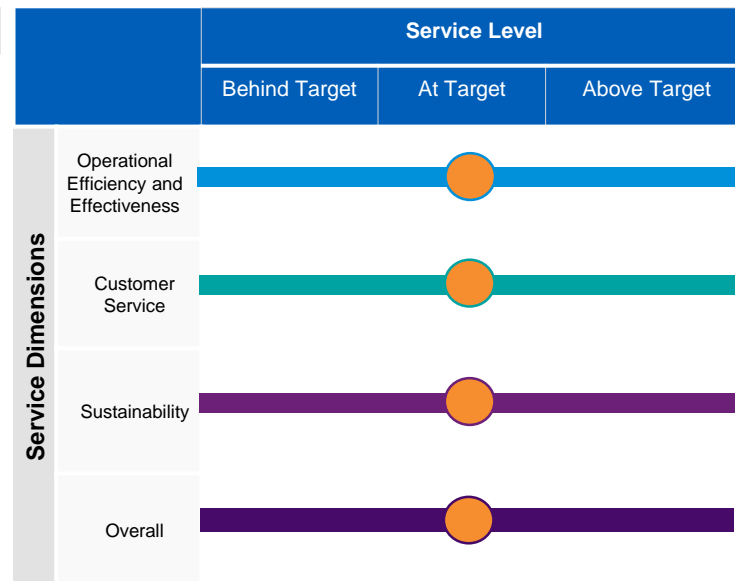 Service Level
Behind Target
At Target
Above Target
Service Dimensions
Operational
Efficiency and
Effectiveness
Customer
Service
Sustainability
Overall